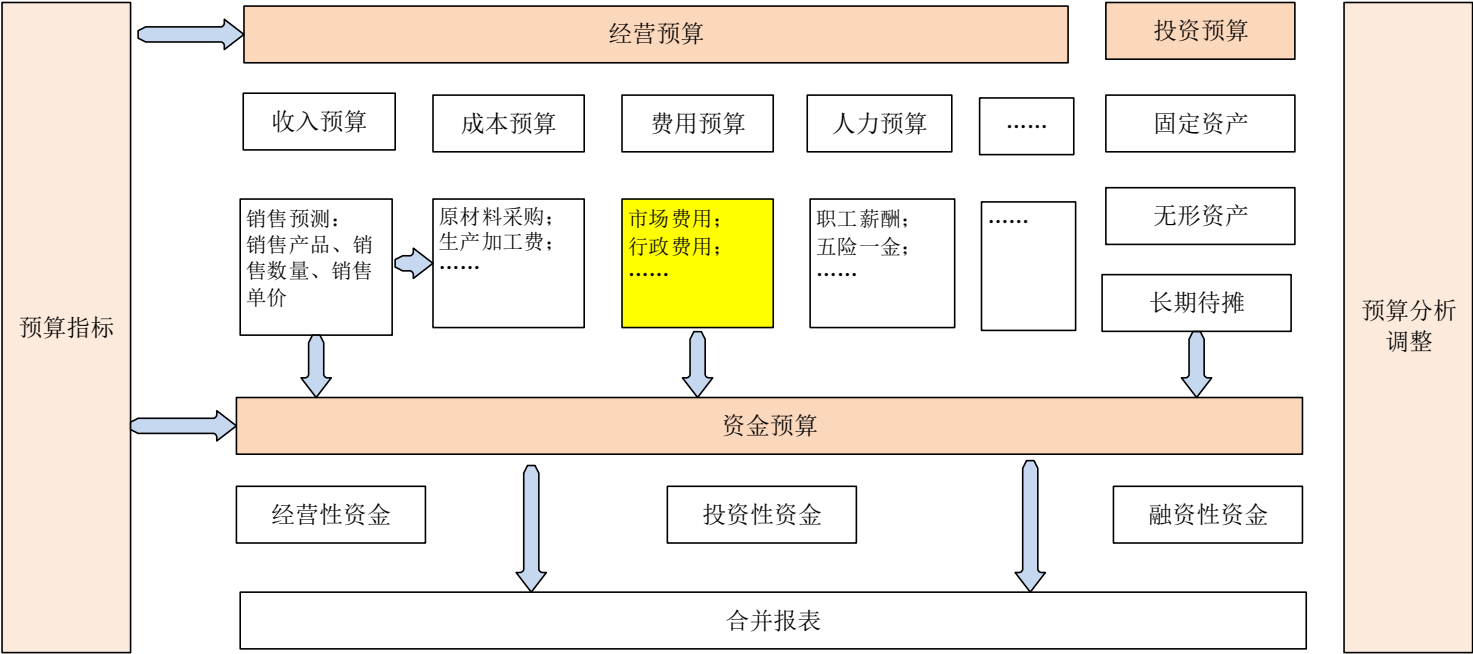 预算指标
经营预算
投资预算
收入预算
成本预算
费用预算
人力预算
……
固定资产
销售预测：
销售产品、销
售数量、销售
单价
原材料采购；
生产加工费；
……
市场费用；
行政费用；
……
职工薪酬；
五险一金；
……
……
无形资产
长期待摊
资金预算
经营性资金
投资性资金
融资性资金
合并报表
预算分析
调整